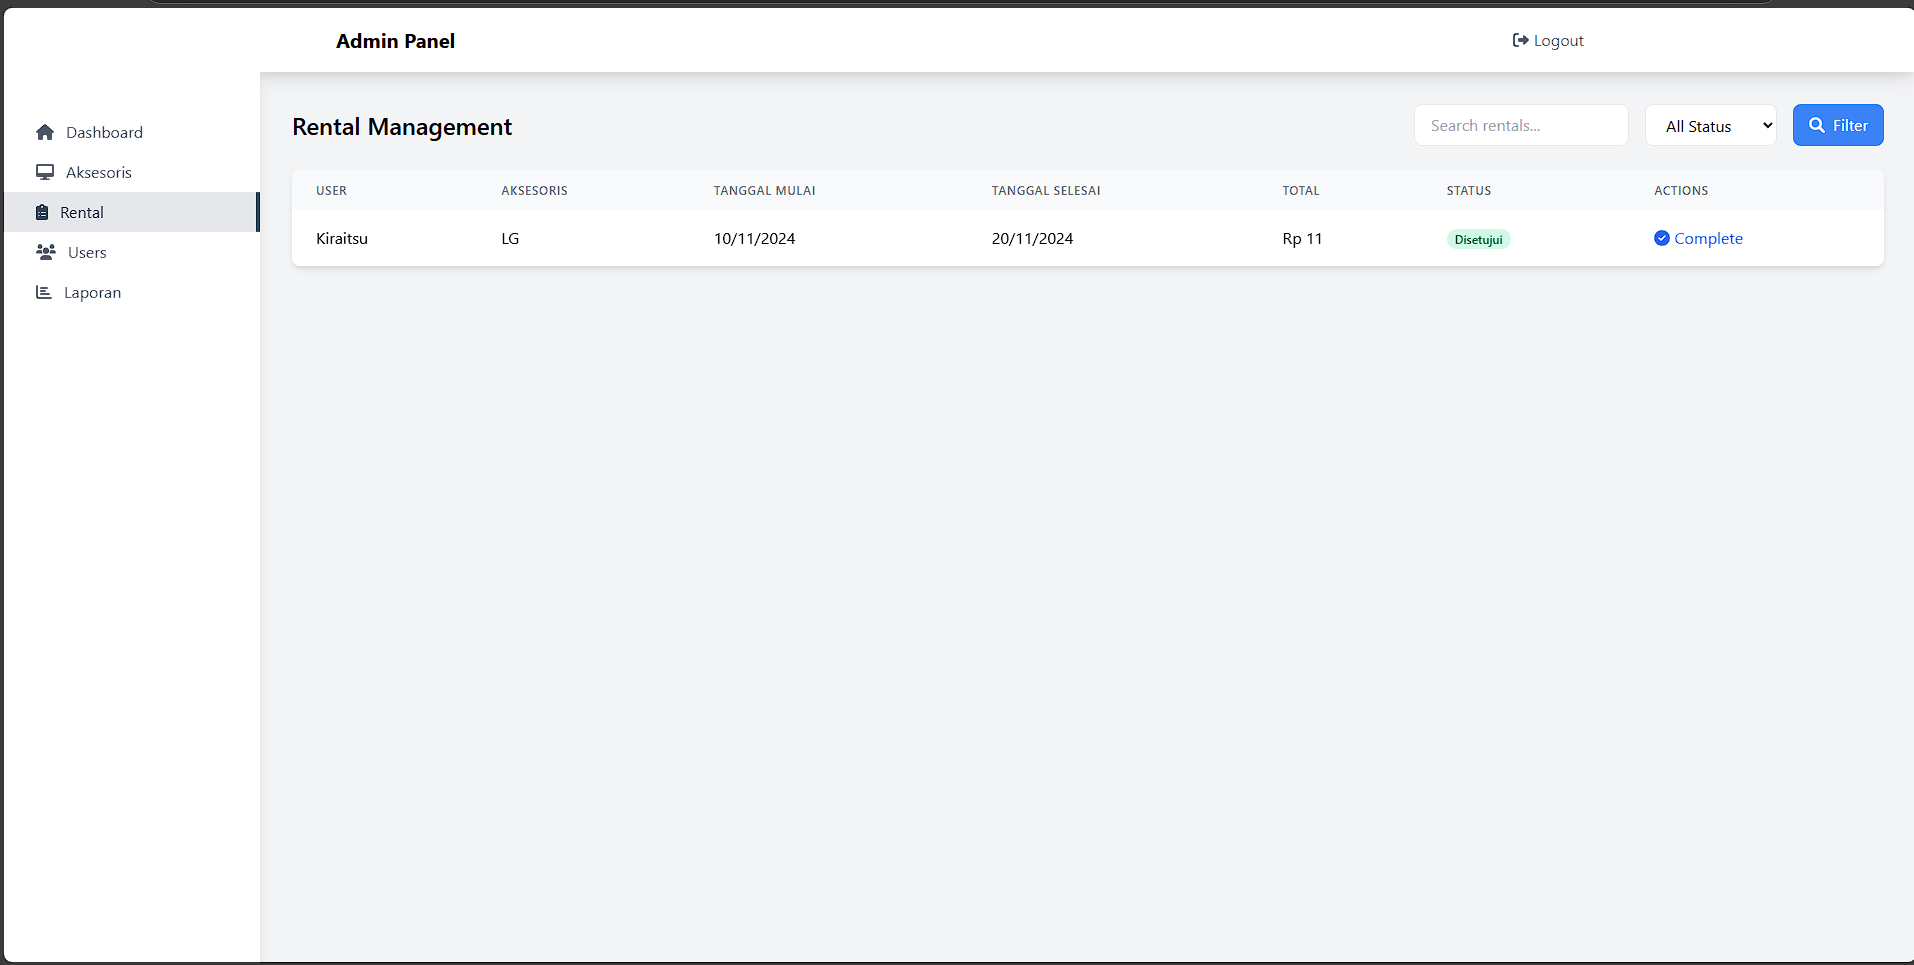 Admin Panel
Logout
Dashboard
Aksesoris
Rental
Users
Laporan
Rental Management
Search rentals...
All Status
Filter
USER AKSESORIS TANGGAL MULAI TANGGAL SELESAI TOTAL STATUS ACTIONS
Kiraitsu LG 10/11/2024 20/11/2024 Rp 11 Disetujui Complete